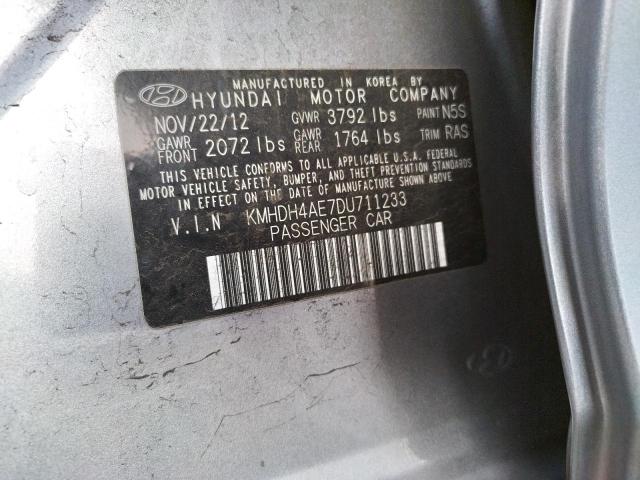 MANUFACTURED IN KOREA BY
HYUNDAI MOTOR COMPANY
NOV/22/12 GVWR 3792 lbs PAINT N5S
GAWR FRONT 2072 lbs GAWR REAR 1764 lbs TRIM RAS
THIS VEHICLE CONFORMS TO ALL APPLICABLE U.S.A. FEDERAL
MOTOR VEHICLE SAFETY, BUMPER, AND THEFT PREVENTION STANDARDS
IN EFFECT ON THE DATE OF MANUFACTURE SHOWN ABOVE.
V.I.N KMHDH4AE7DU711233
PASSENGER CAR